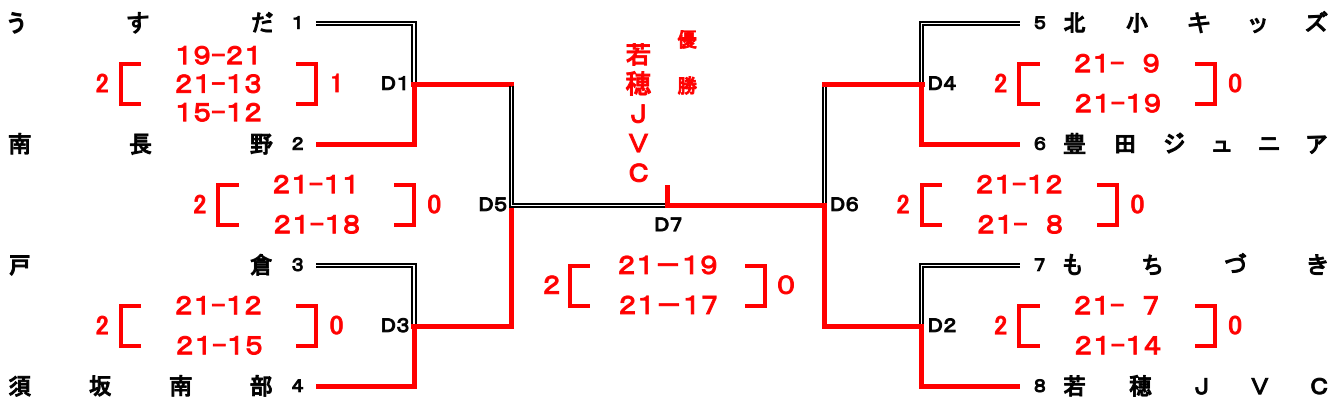 うすだ 1
19-21
2 21-13 1
15-12
D1
南長野 2
2 21-11 0
21-18
D5
戸倉 3
2 21-12 0
21-15
D3
須坂南部 4
優勝
若穂JVC
D7
2 21-19 0
21-17
5 北小キッズ
2 21- 9 0
21-19
D4
6 豊田ジュニア
D6
2 21-12 0
21- 8
7 もちづき
2 21- 7 0
21-14
D2
8 若穂JVC